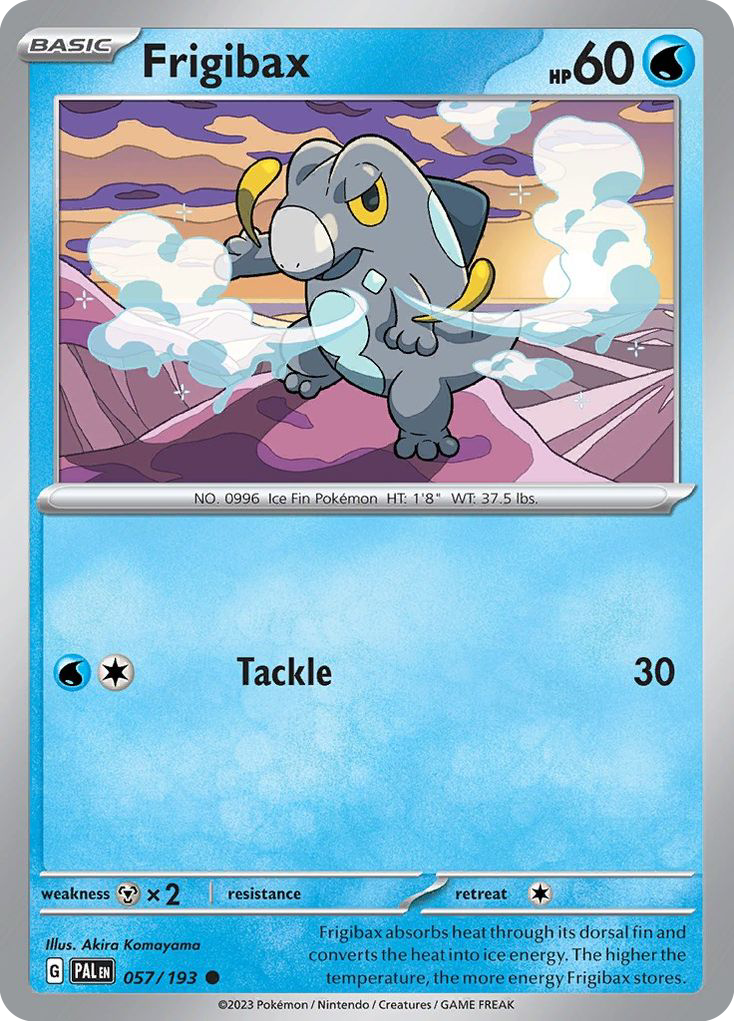 BASIC
Frigibax
HP 60
NO. 0996 Ice Fin Pokémon HT: 1'8" WT: 37.5 lbs.
Tackle 30
weakness ×2 resistance retreat
Illus. Akira Komayama
G PAL EN 057/193
Frigibax absorbs heat through its dorsal fin and
converts the heat into ice energy. The higher the
temperature, the more energy Frigibax stores.
©2023 Pokémon / Nintendo / Creatures / GAME FREAK